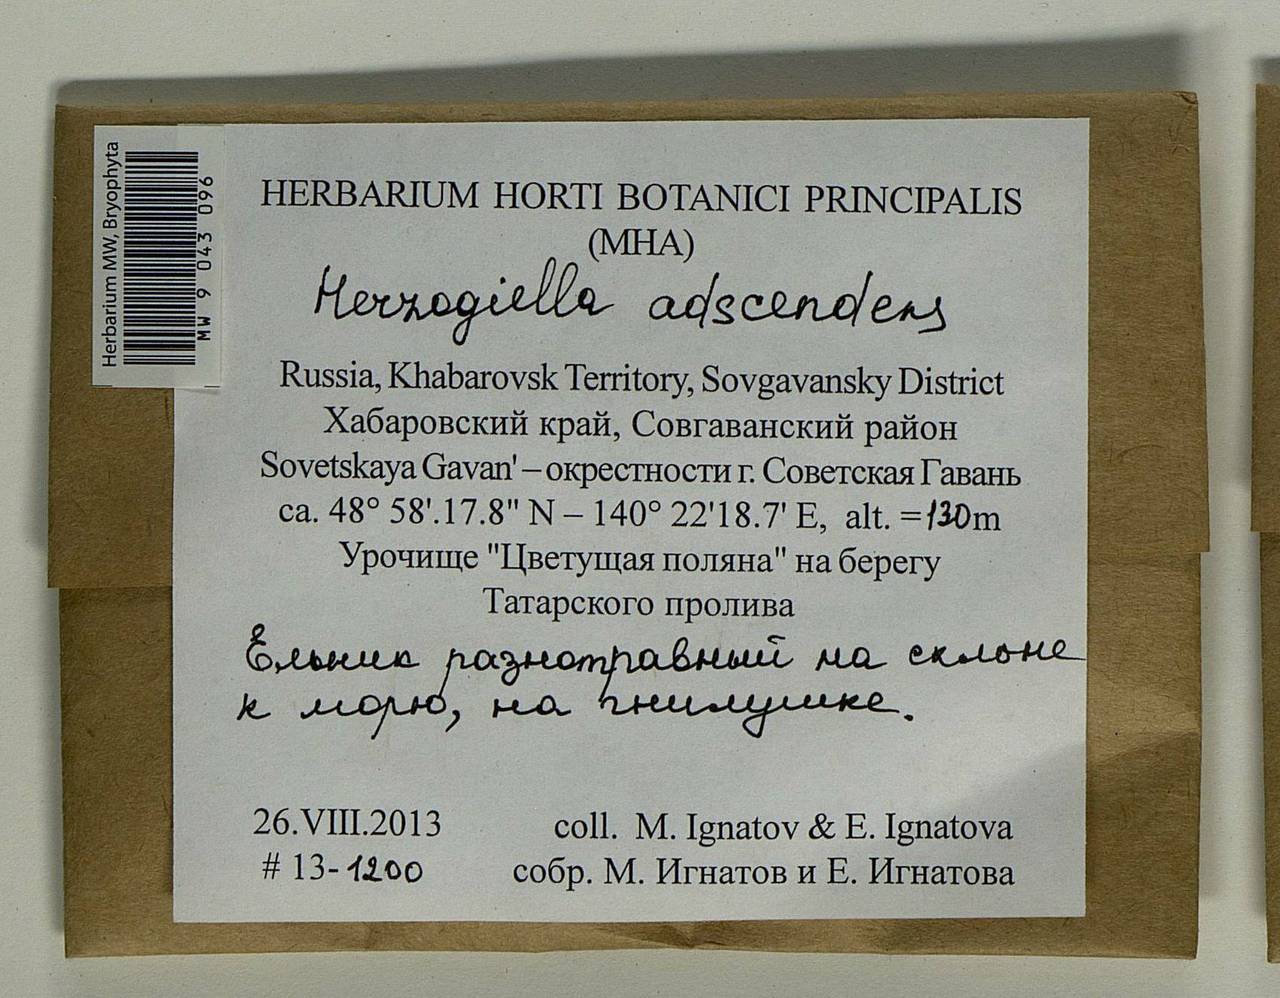 Herbarium MW, Bryophyta
MW 9 043 096
HERBARIUM HORTI BOTANICI PRINCIPALIS
(MHA)
Herzogiella adscendens
Russia, Khabarovsk Territory, Sovgavansky District
Хабаровский край, Совгаванский район
Sovetskaya Gavan' – окрестности г. Советская Гавань
ca. 48° 58'.17.8" N – 140° 22'18.7' E, alt. =130m
Урочище "Цветущая поляна" на берегу
Татарского пролива
Ельник разнотравный на склоне
к морю, на гнилушке.
26.VIII.2013
# 13-1200
coll. M. Ignatov & E. Ignatova
собр. М. Игнатов и Е. Игнатова